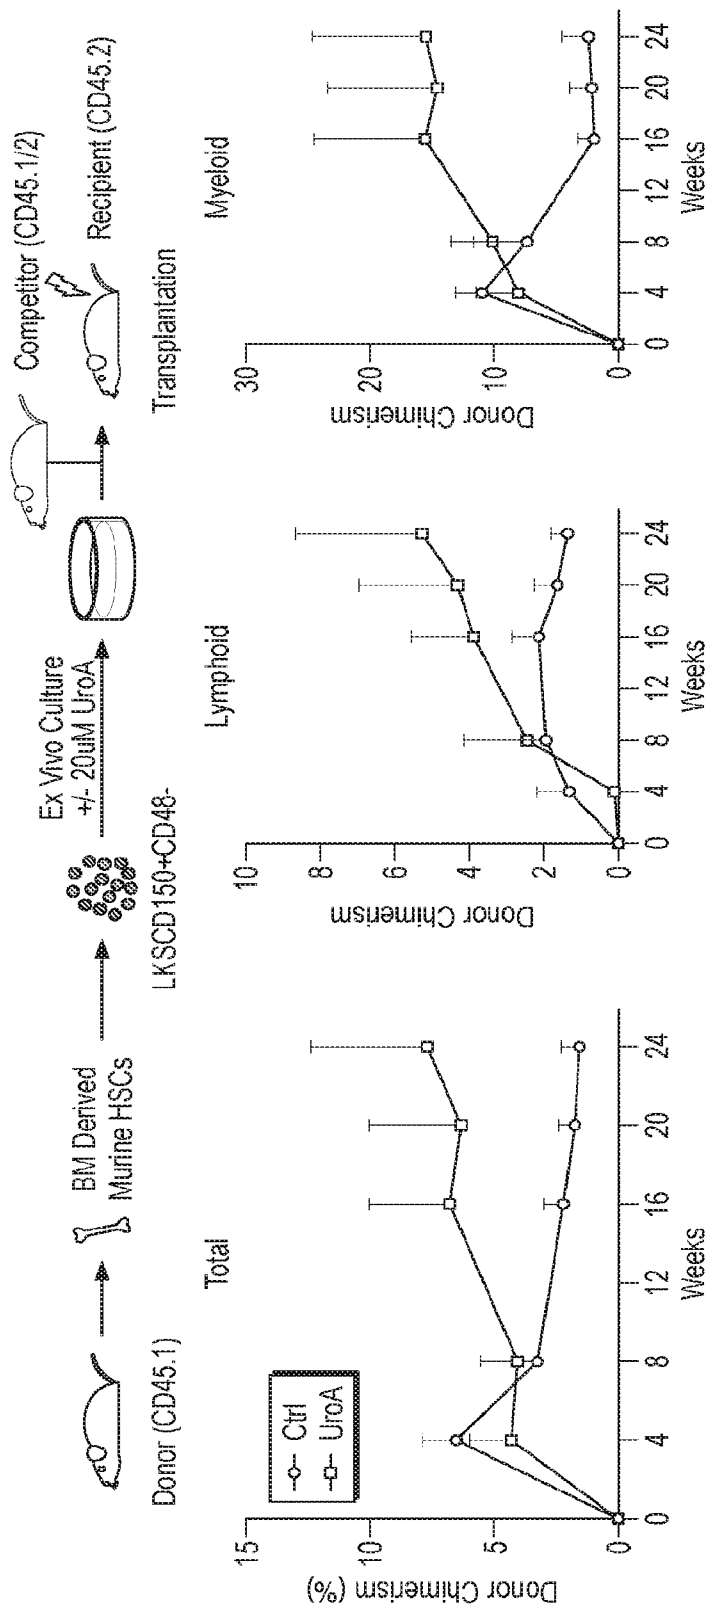 Competitor (CD45.1/2)
Ex Vivo Culture
+/- 20uM UroA
BM Derived
Murine HSCs
Recipient (CD45.2)
Donor (CD45.1)
LKSCD150+CD48-
Transplantation
Total
Donor Chimerism (%)
15
10
5
0
Ctrl
UroA
0 4 8 12 16 20 24
Weeks
Lymphoid
Donor Chimerism
10
8
6
4
2
0
0 4 8 12 16 20 24
Weeks
Myeloid
Donor Chimerism
30
20
10
0
0 4 8 12 16 20 24
Weeks